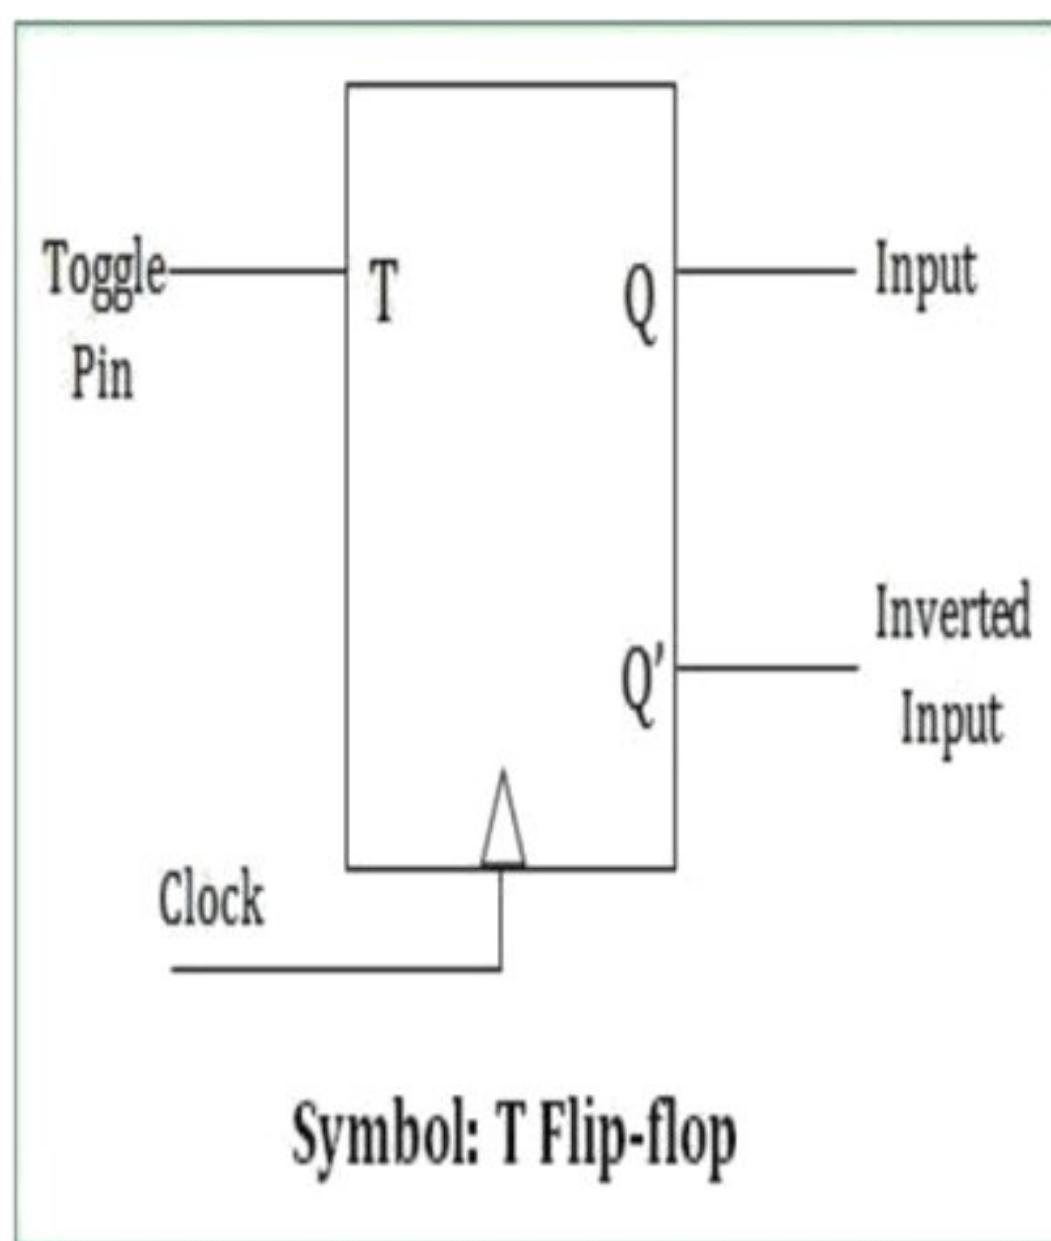 Toggle
Pin
T
Q
Input
Q’
Inverted
Input
Clock
Symbol: T Flip-flop